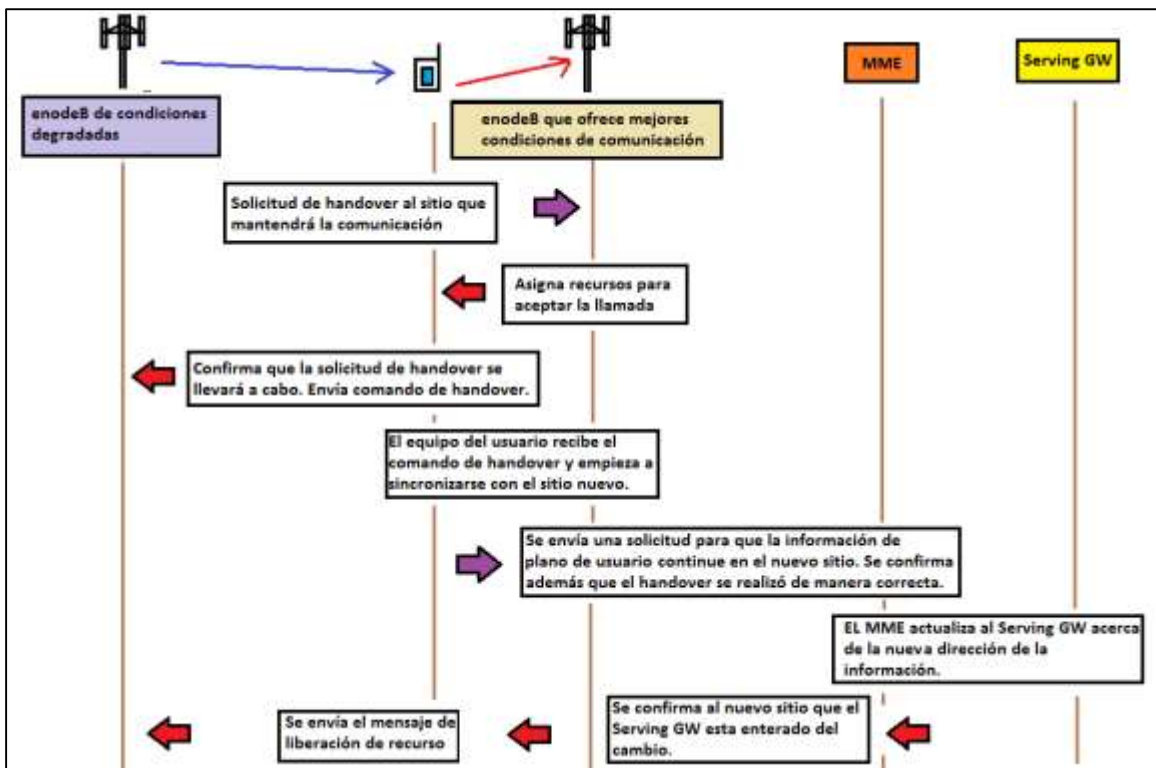 MME
Serving GW
enodeB de condiciones
degradadas
enodeB que ofrece mejores
condiciones de comunicación
Solicitud de handover al sitio que
mantendrá la comunicación
Asigna recursos para
aceptar la llamada
Confirma que la solicitud de handover se
llevará a cabo. Envía comando de handover.
El equipo del usuario recibe el
comando de handover y empieza a
sincronizarse con el sitio nuevo.
Se envía una solicitud para que la información de
plano de usuario continue en el nuevo sitio. Se confirma
además que el handover se realizó de manera correcta.
EL MME actualiza al Serving GW acerca
de la nueva dirección de la
información.
Se confirma al nuevo sitio que el
Serving GW esta enterado del
cambio.
Se envía el mensaje de
liberación de recurso